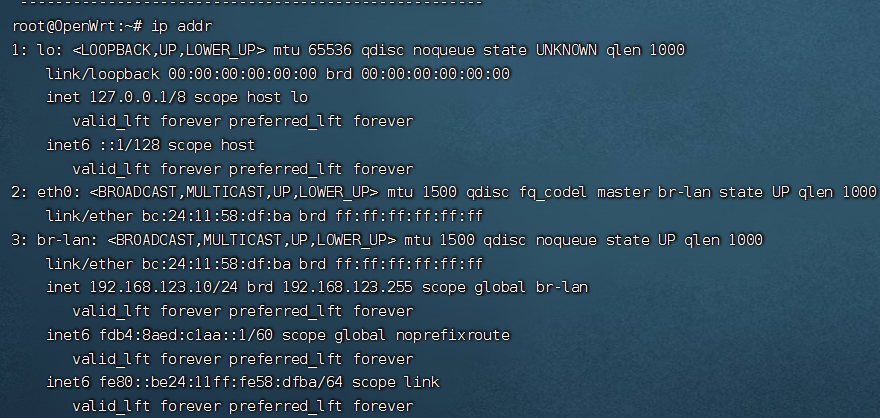 ------------------------------------------------------
root@OpenWrt:~# ip addr
1: lo: <LOOPBACK,UP,LOWER_UP> mtu 65536 qdisc noqueue state UNKNOWN qlen 1000
    link/loopback 00:00:00:00:00:00 brd 00:00:00:00:00:00
    inet 127.0.0.1/8 scope host lo
       valid_lft forever preferred_lft forever
    inet6 ::1/128 scope host
       valid_lft forever preferred_lft forever
2: eth0: <BROADCAST,MULTICAST,UP,LOWER_UP> mtu 1500 qdisc fq_codel master br-lan state UP qlen 1000
    link/ether bc:24:11:58:df:ba brd ff:ff:ff:ff:ff:ff
3: br-lan: <BROADCAST,MULTICAST,UP,LOWER_UP> mtu 1500 qdisc noqueue state UP qlen 1000
    link/ether bc:24:11:58:df:ba brd ff:ff:ff:ff:ff:ff
    inet 192.168.123.10/24 brd 192.168.123.255 scope global br-lan
       valid_lft forever preferred_lft forever
    inet6 fdb4:8aed:c1aa::1/60 scope global noprefixroute
       valid_lft forever preferred_lft forever
    inet6 fe80::be24:11ff:fe58:dfba/64 scope link
       valid_lft forever preferred_lft forever